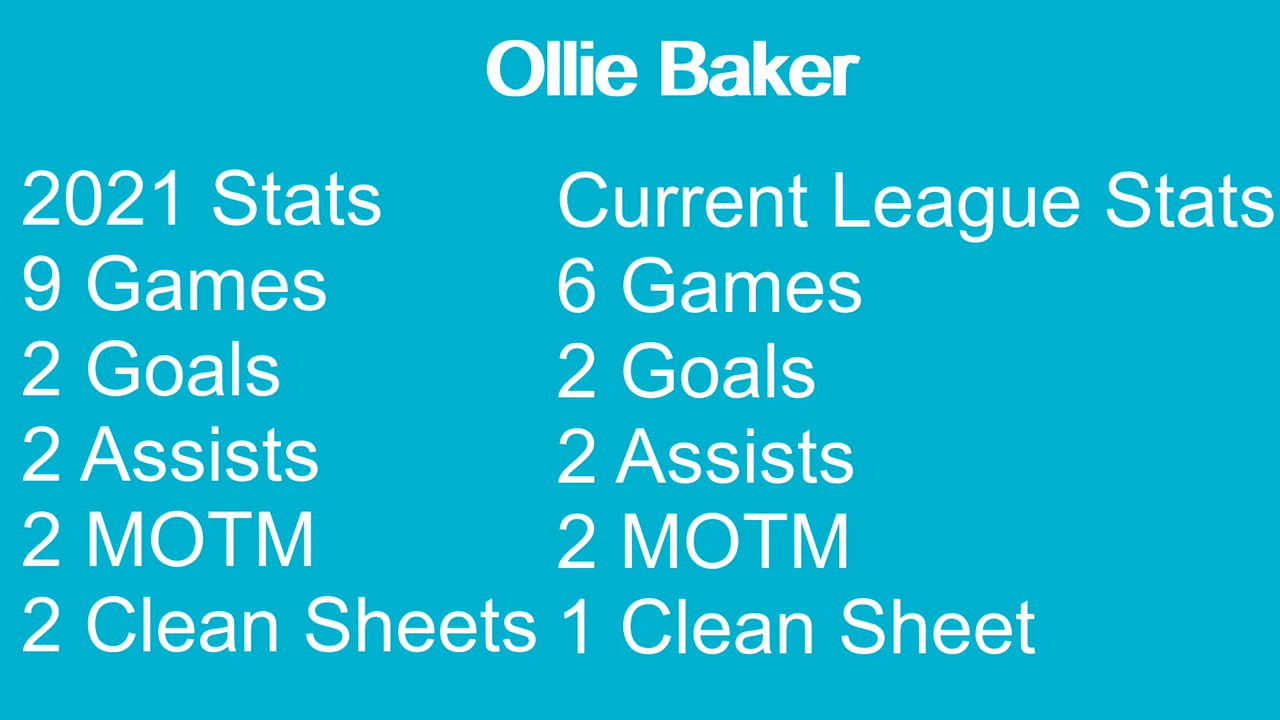 Ollie Baker
2021 Stats
9 Games
2 Goals
2 Assists
2 MOTM
2 Clean Sheets
Current League Stats
6 Games
2 Goals
2 Assists
2 MOTM
1 Clean Sheet